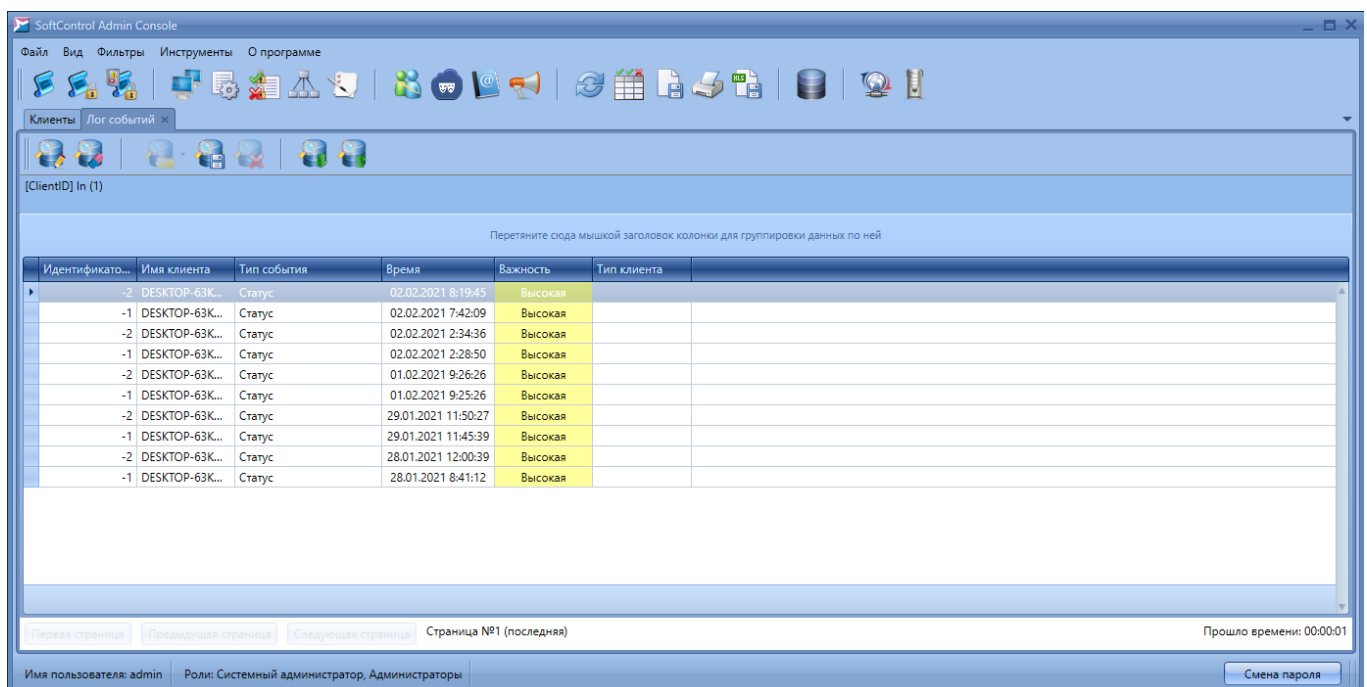 SoftControl Admin Console
Файл Вид Фильтры Инструменты О программе
XLS
Клиенты Лог событий ×
[ClientID] In (1)
Перетяните сюда мышкой заголовок колонки для группировки данных по ней
Идентификато... Имя клиента Тип события Время Важность Тип клиента
-2 DESKTOP-63K... Статус 02.02.2021 8:19:45 Высокая
-1 DESKTOP-63K... Статус 02.02.2021 7:42:09 Высокая
-2 DESKTOP-63K... Статус 02.02.2021 2:34:36 Высокая
-1 DESKTOP-63K... Статус 02.02.2021 2:28:50 Высокая
-2 DESKTOP-63K... Статус 01.02.2021 9:26:26 Высокая
-1 DESKTOP-63K... Статус 01.02.2021 9:25:26 Высокая
-2 DESKTOP-63K... Статус 29.01.2021 11:50:27 Высокая
-1 DESKTOP-63K... Статус 29.01.2021 11:45:39 Высокая
-2 DESKTOP-63K... Статус 28.01.2021 12:00:39 Высокая
-1 DESKTOP-63K... Статус 28.01.2021 8:41:12 Высокая
Первая страница Предыдущая страница Следующая страница Страница №1 (последняя) Прошло времени: 00:00:01
Имя пользователя: admin Роли: Системный администратор, Администраторы Смена пароля